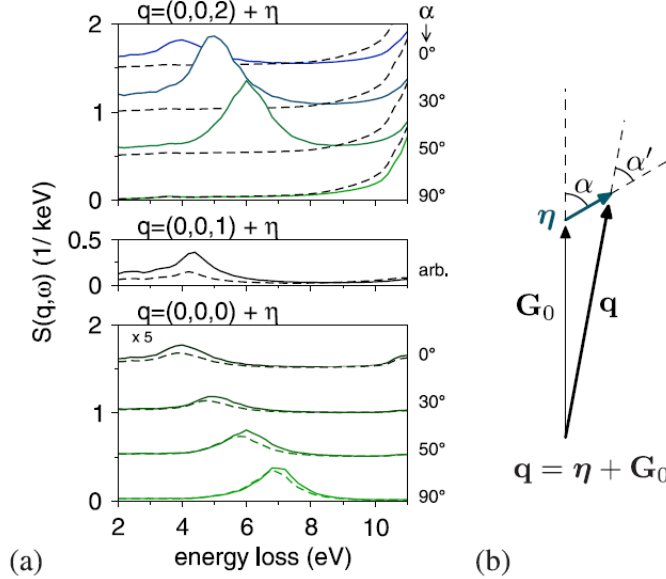 q=(0,0,2) + η
α
2
0°
30°
1
50°
0
90°
q=(0,0,1) + η
0.5
arb.
0
q=(0,0,0) + η
2
x 5
0°
30°
1
50°
0
90°
2 4 6 8 10
energy loss (eV)
S(q,ω) (1/ keV)
(a)
α
α′
η
G₀
q
q = η + G₀
(b)